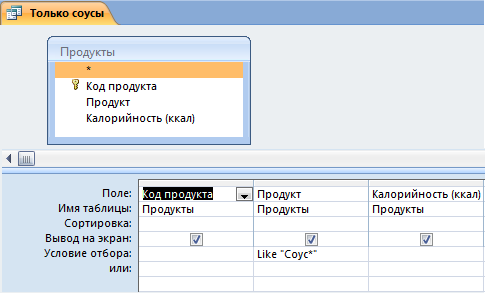 Только соусы
Продукты
*
Код продукта
Продукт
Калорийность (ккал)
Поле: Код продукта Продукт Калорийность (ккал)
Имя таблицы: Продукты Продукты Продукты
Сортировка:
Вывод на экран:
Условие отбора: Like "Соус*"
или: